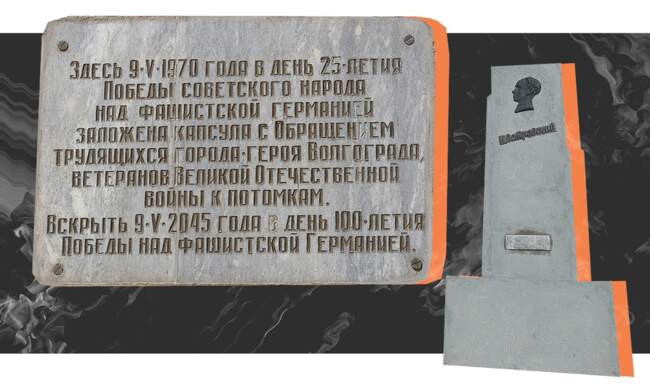 Здесь 9·V·1970 года в день 25-летия
Победы советского народа
над фашистской Германией
заложена капсула с Обращением
трудящихся города-героя Волгограда,
ветеранов Великой Отечественной
войны к потомкам.
Вскрыть 9·V·2045 года в день 100-летия
Победы над фашистской Германией.